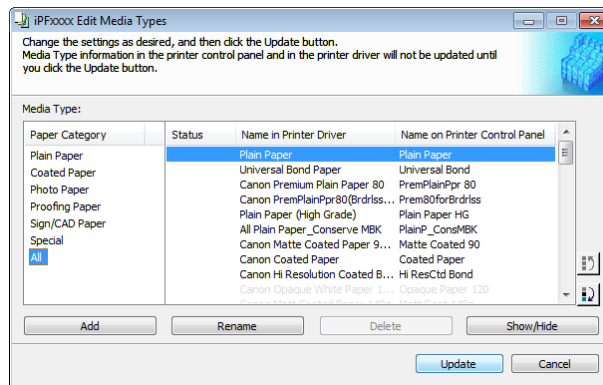 iPFxxxx Edit Media Types
Change the settings as desired, and then click the Update button.
Media Type information in the printer control panel and in the printer driver will not be updated until
you click the Update button.
Media Type:
Paper Category Status Name in Printer Driver Name on Printer Control Panel
Plain Paper Plain Paper Plain Paper
Coated Paper Universal Bond Paper Universal Bond
Photo Paper Canon Premium Plain Paper 80 PremPlainPpr 80
Proofing Paper Canon PremPlainPpr80(Brdrlss... Prem80forBrdrlss
Sign/CAD Paper Plain Paper (High Grade) Plain Paper HG
Special All Plain Paper_Conserve MBK PlainP_ConsMBK
All Canon Matte Coated Paper 9... Matte Coated 90
Canon Coated Paper Coated Paper
Canon Hi Resolution Coated B... Hi ResCtd Bond
Canon Opaque White Paper 1... Opaque Paper 120
Add Rename Delete Show/Hide
Update Cancel